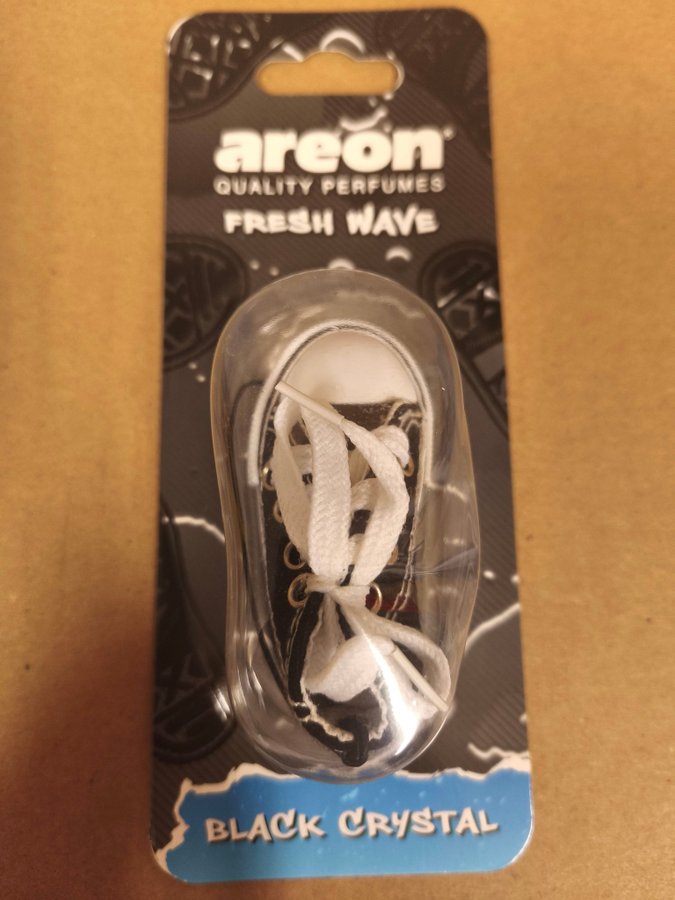 areon
QUALITY PERFUMES
FRESH WAVE
BLACK CRYSTAL